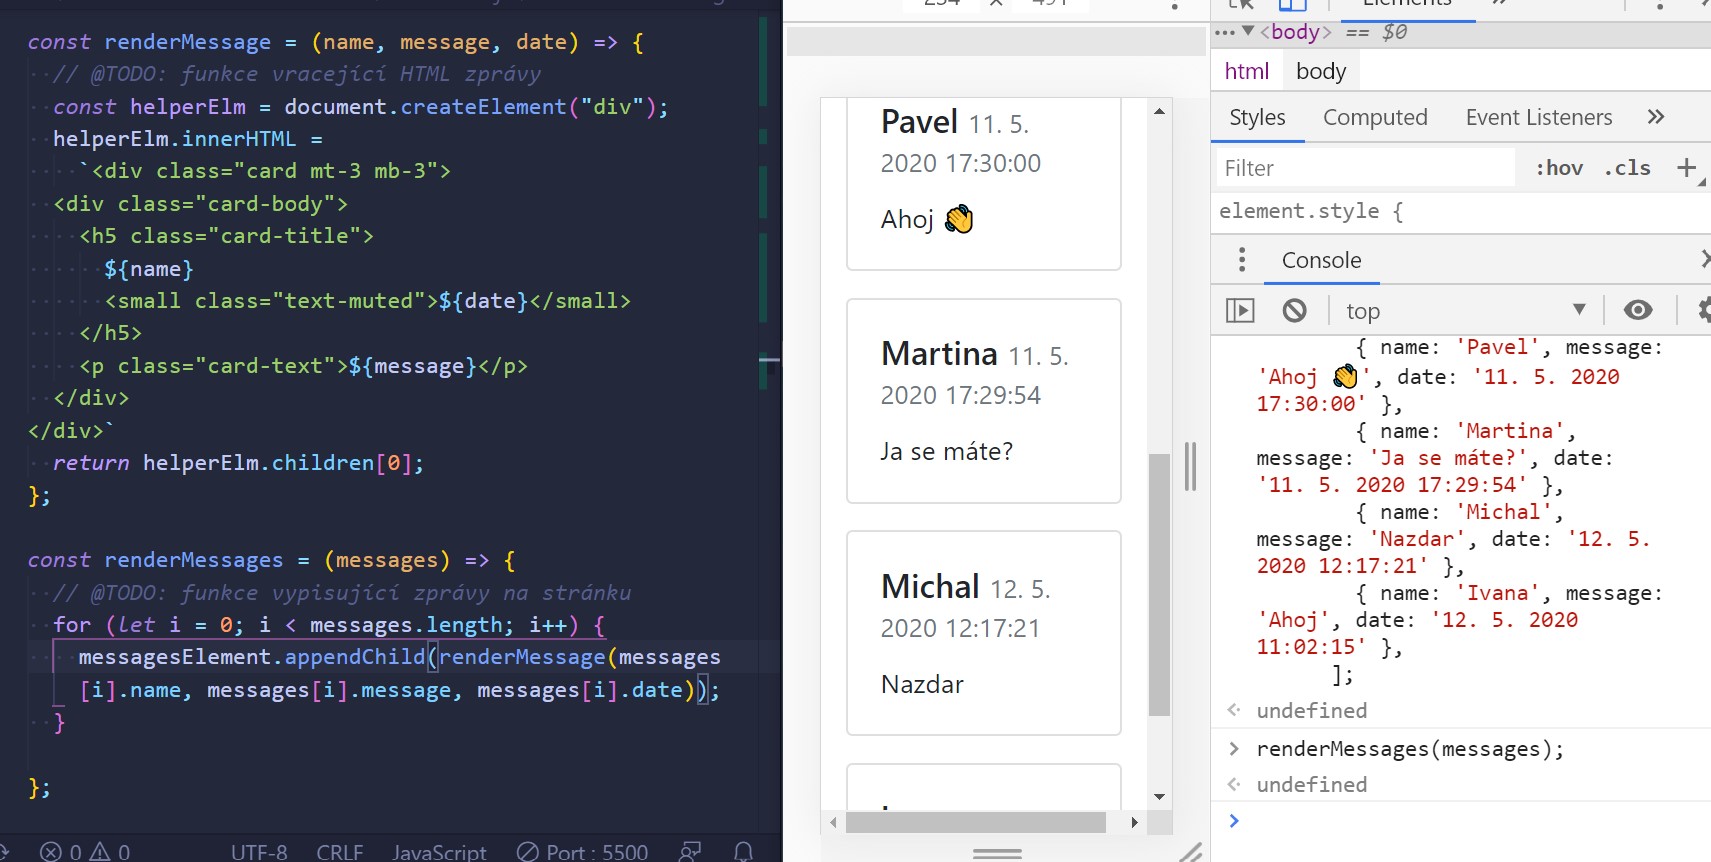 const renderMessage = (name, message, date) => {
// @TODO: funkce vracející HTML zprávy
const helperElm = document.createElement("div");
helperElm.innerHTML =
`<div class="card mt-3 mb-3">
<div class="card-body">
<h5 class="card-title">
${name}
<small class="text-muted">${date}</small>
</h5>
<p class="card-text">${message}</p>
</div>
</div>`
return helperElm.children[0];
};
const renderMessages = (messages) => {
// @TODO: funkce vypisující zprávy na stránku
for (let i = 0; i < messages.length; i++) {
messagesElement.appendChild(renderMessage(messages
[i].name, messages[i].message, messages[i].date));
}
};
0 0 UTF-8 CRLF JavaScript Port : 5500
Pavel 11. 5.
2020 17:30:00
Ahoj 👋
Martina 11. 5.
2020 17:29:54
Ja se máte?
Michal 12. 5.
2020 12:17:21
Nazdar
Elements
<body> == $0
html body
Styles Computed Event Listeners
Filter :hov .cls
element.style {
Console
top
{ name: 'Pavel', message:
'Ahoj 👋', date: '11. 5. 2020
17:30:00' },
{ name: 'Martina',
message: 'Ja se máte?', date:
'11. 5. 2020 17:29:54' },
{ name: 'Michal',
message: 'Nazdar', date: '12. 5.
2020 12:17:21' },
{ name: 'Ivana', message:
'Ahoj', date: '12. 5. 2020
11:02:15' },
];
undefined
renderMessages(messages);
undefined